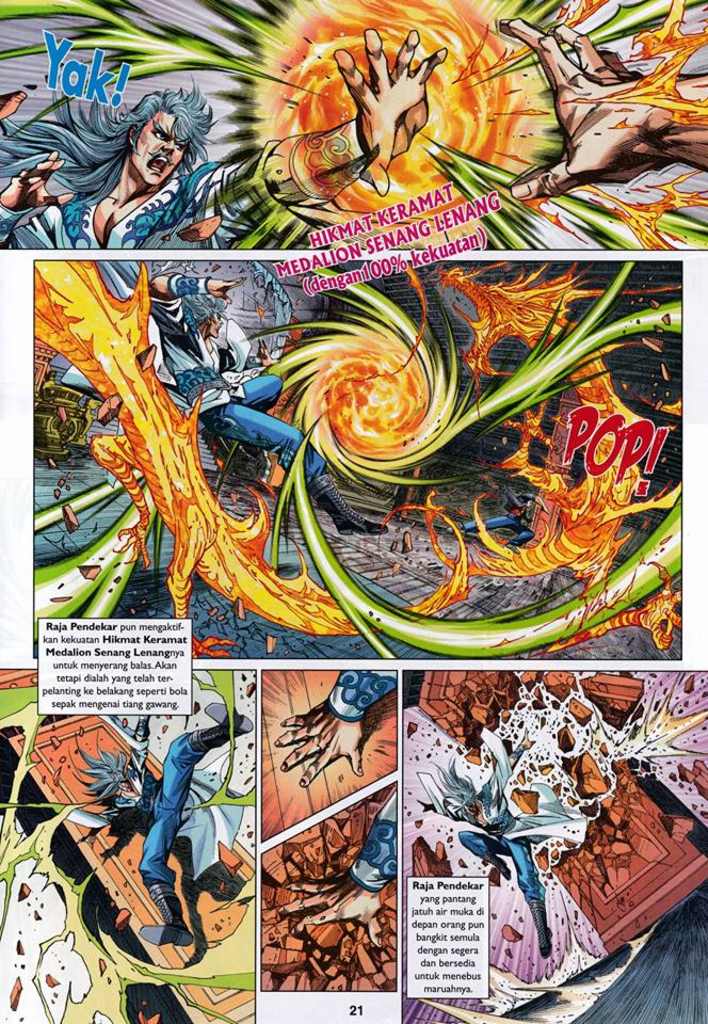 Yak!
HIKMAT KERAMAT
MEDALION SENANG LENANG
(dengan 100% kekuatan)
POP!
Raja Pendekar pun mengaktif-
kan kekuatan Hikmat Keramat
Medalion Senang Lenangnya
untuk menyerang balas. Akan
tetapi dialah yang telah ter-
pelanting ke belakang seperti bola
sepak mengenai tiang gawang.
Raja Pendekar
yang pantang
jatuh air muka di
depan orang pun
bangkit semula
dengan segera
dan bersedia
untuk menebus
maruahnya.
21